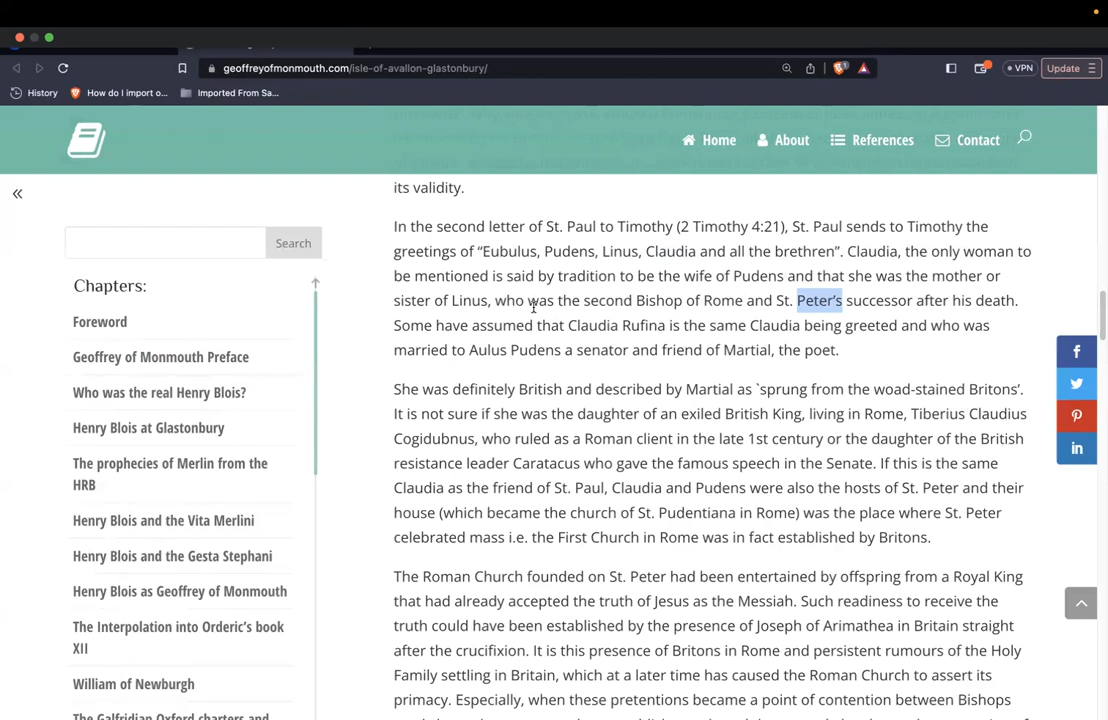 geoffreyofmonmouth.com/isle-of-avallon-glastonbury/
VPN
Update
History
How do I import o...
Imported From Sa...
Home
About
References
Contact
its validity.
Search
Chapters:
Foreword
Geoffrey of Monmouth Preface
Who was the real Henry Blois?
Henry Blois at Glastonbury
The prophecies of Merlin from the
HRB
Henry Blois and the Vita Merlini
Henry Blois and the Gesta Stephani
Henry Blois as Geoffrey of Monmouth
The Interpolation into Orderic’s book
XII
William of Newburgh
The Galfridian Oxford charters and
In the second letter of St. Paul to Timothy (2 Timothy 4:21), St. Paul sends to Timothy the
greetings of “Eubulus, Pudens, Linus, Claudia and all the brethren”. Claudia, the only woman to
be mentioned is said by tradition to be the wife of Pudens and that she was the mother or
sister of Linus, who was the second Bishop of Rome and St. Peter’s successor after his death.
Some have assumed that Claudia Rufina is the same Claudia being greeted and who was
married to Aulus Pudens a senator and friend of Martial, the poet.
She was definitely British and described by Martial as `sprung from the woad-stained Britons’.
It is not sure if she was the daughter of an exiled British King, living in Rome, Tiberius Claudius
Cogidubnus, who ruled as a Roman client in the late 1st century or the daughter of the British
resistance leader Caratacus who gave the famous speech in the Senate. If this is the same
Claudia as the friend of St. Paul, Claudia and Pudens were also the hosts of St. Peter and their
house (which became the church of St. Pudentiana in Rome) was the place where St. Peter
celebrated mass i.e. the First Church in Rome was in fact established by Britons.
The Roman Church founded on St. Peter had been entertained by offspring from a Royal King
that had already accepted the truth of Jesus as the Messiah. Such readiness to receive the
truth could have been established by the presence of Joseph of Arimathea in Britain straight
after the crucifixion. It is this presence of Britons in Rome and persistent rumours of the Holy
Family settling in Britain, which at a later time has caused the Roman Church to assert its
primacy. Especially, when these pretentions became a point of contention between Bishops